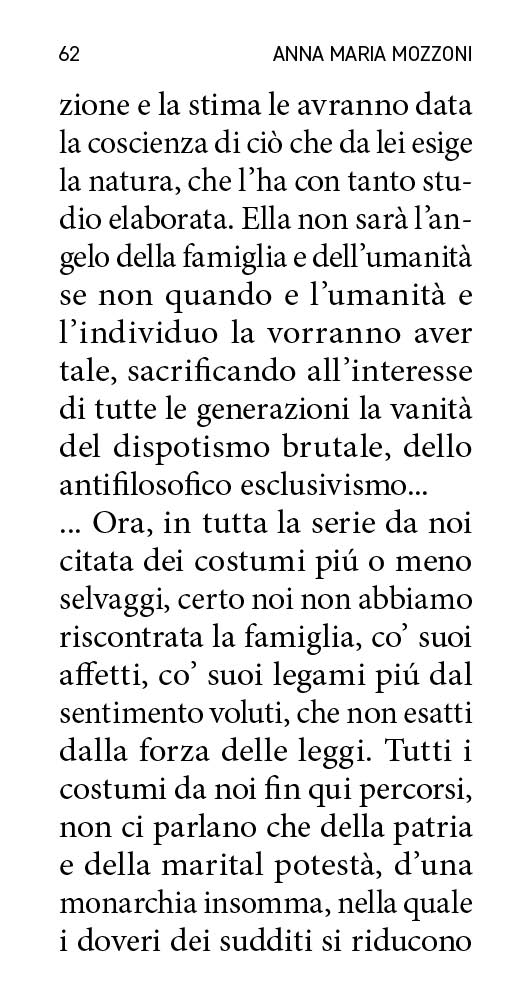 62 ANNA MARIA MOZZONI
zione e la stima le avranno data
la coscienza di ciò che da lei esige
la natura, che l’ha con tanto stu-
dio elaborata. Ella non sarà l’an-
gelo della famiglia e dell’umanità
se non quando e l’umanità e
l’individuo la vorranno aver
tale, sacrificando all’interesse
di tutte le generazioni la vanità
del dispotismo brutale, dello
antifilosofico esclusivismo...
... Ora, in tutta la serie da noi
citata dei costumi piú o meno
selvaggi, certo noi non abbiamo
riscontrata la famiglia, co’ suoi
affetti, co’ suoi legami piú dal
sentimento voluti, che non esatti
dalla forza delle leggi. Tutti i
costumi da noi fin qui percorsi,
non ci parlano che della patria
e della marital potestà, d’una
monarchia insomma, nella quale
i doveri dei sudditi si riducono